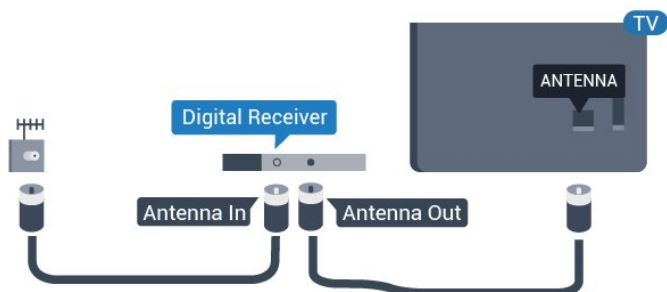 TV
ANTENNA
Digital Receiver
Antenna In
Antenna Out